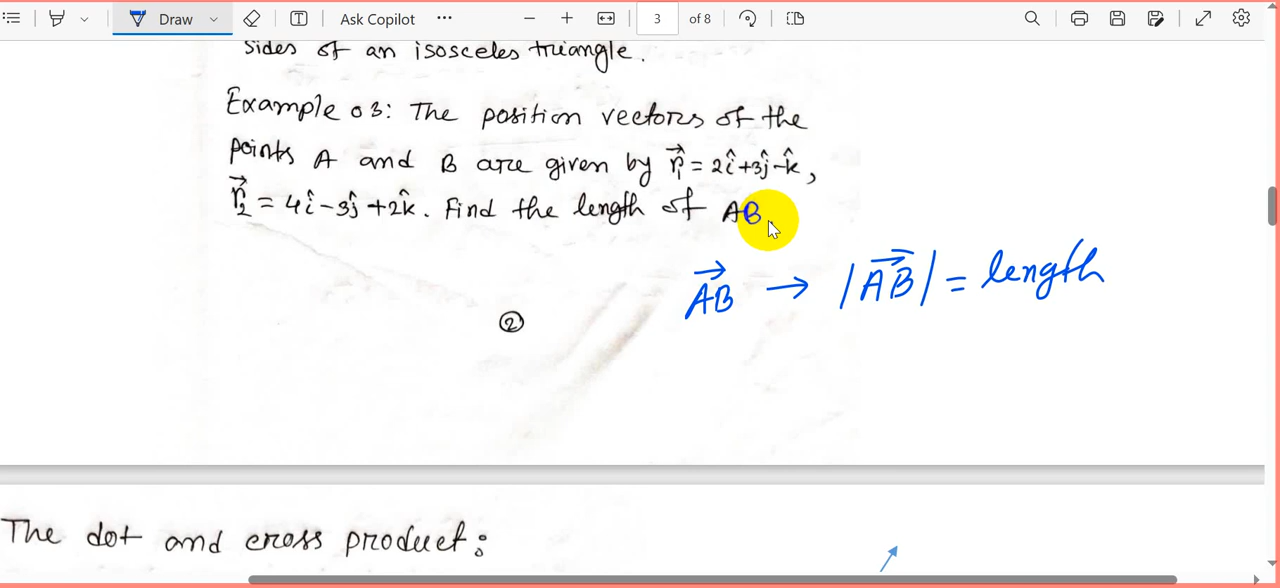 Draw
Ask Copilot
3 of 8
sides of an isosceles triangle.
Example 03: The position vectors of the
points A and B are given by r⃗₁ = 2î+3ĵ-k̂,
r⃗₂ = 4î-3ĵ+2k̂. Find the length of AB
A⃗B⃗ → |A⃗B⃗| = length
②
The dot and cross product: